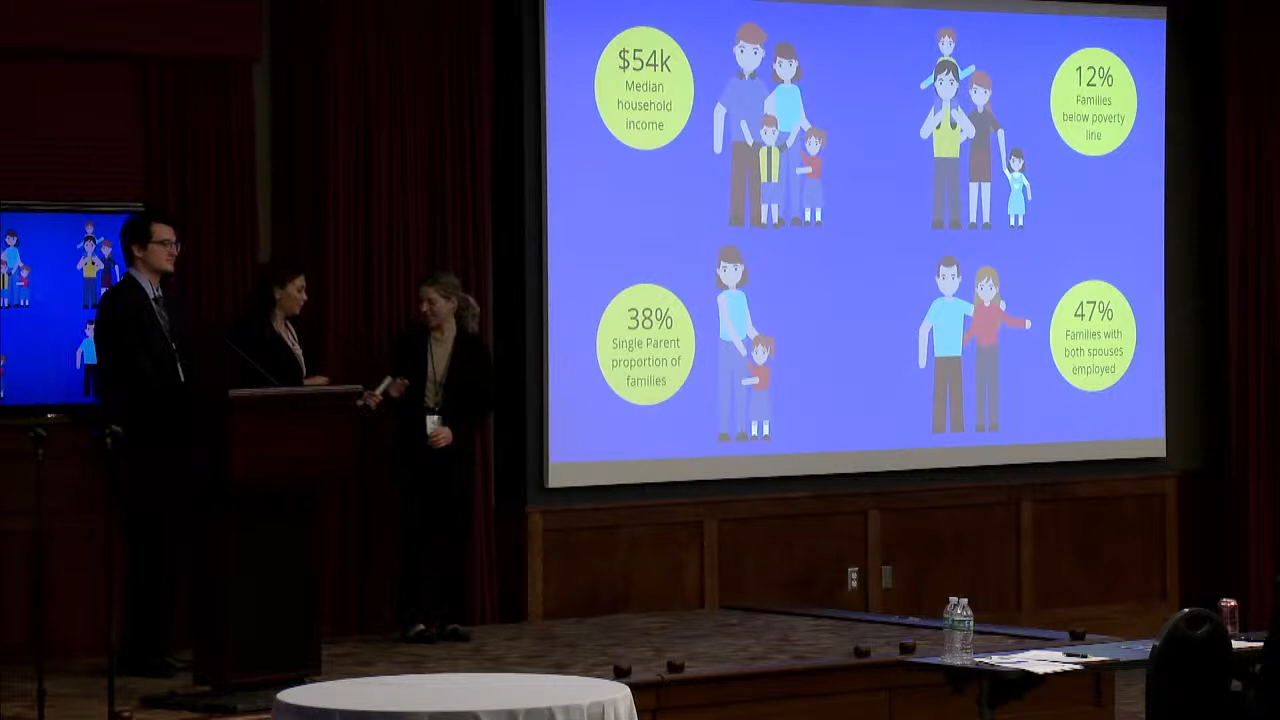 $54k
Median
household
income
12%
Families
below poverty
line
38%
Single Parent
proportion of
families
47%
Families with
both spouses
employed